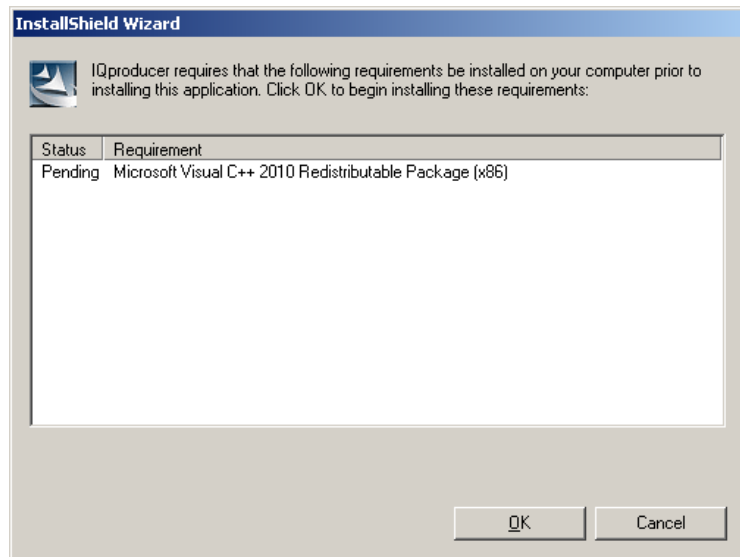 InstallShield Wizard
IQproducer requires that the following requirements be installed on your computer prior to
installing this application. Click OK to begin installing these requirements:
Status Requirement
Pending Microsoft Visual C++ 2010 Redistributable Package (x86)
OK Cancel